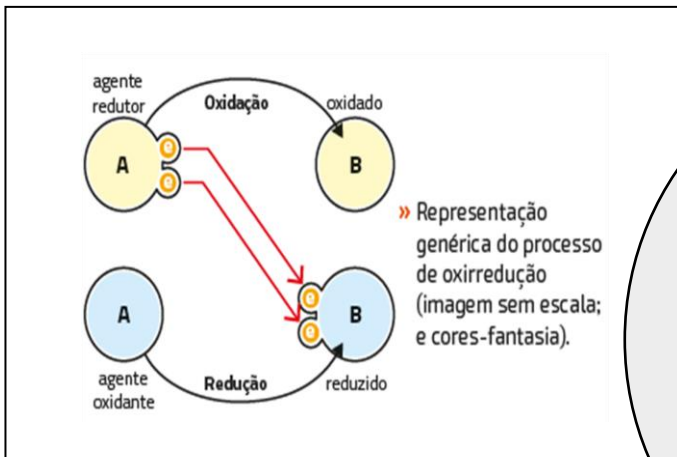 agente
redutor
Oxidação
oxidado
A
e
e
B
A
e
e
B
agente
oxidante
Redução
reduzido
» Representação
genérica do processo
de oxirredução
(imagem sem escala;
e cores-fantasia).